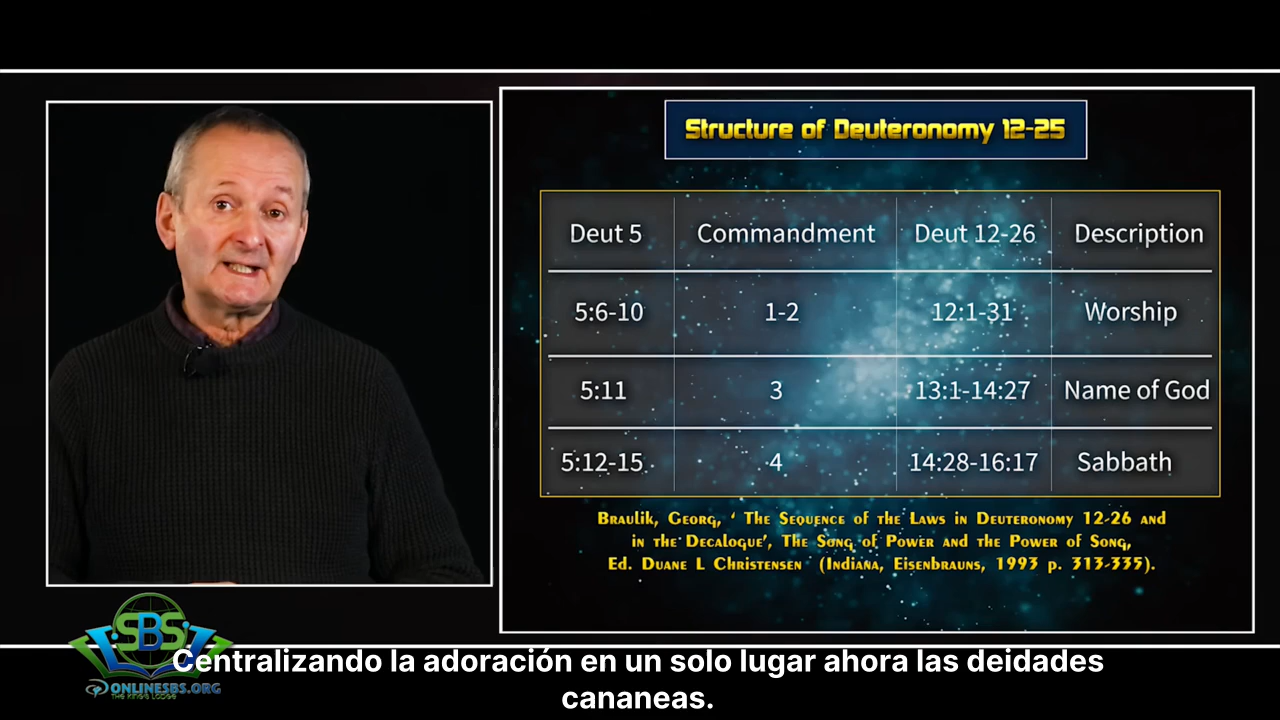 Structure of Deuteronomy 12-25
Deut 5 Commandment Deut 12-26 Description
5:6-10 1-2 12:1-31 Worship
5:11 3 13:1-14:27 Name of God
5:12-15 4 14:28-16:17 Sabbath
Braulik, Georg, ‘ The Sequence of the Laws in Deuteronomy 12-26 and
in the Decalogue’, The Song of Power and the Power of Song,
Ed. Duane L Christensen (Indiana, Eisenbrauns, 1993 p. 313-335).
SBS
ONLINESBS.ORG
Centralizando la adoración en un solo lugar ahora las deidades
cananeas.